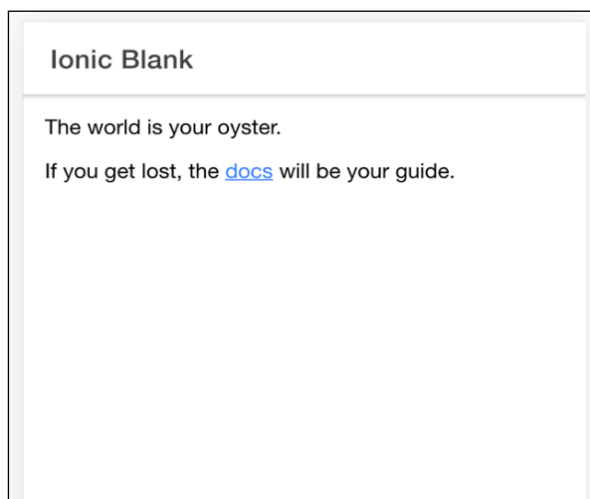 Ionic Blank
The world is your oyster.
If you get lost, the docs will be your guide.